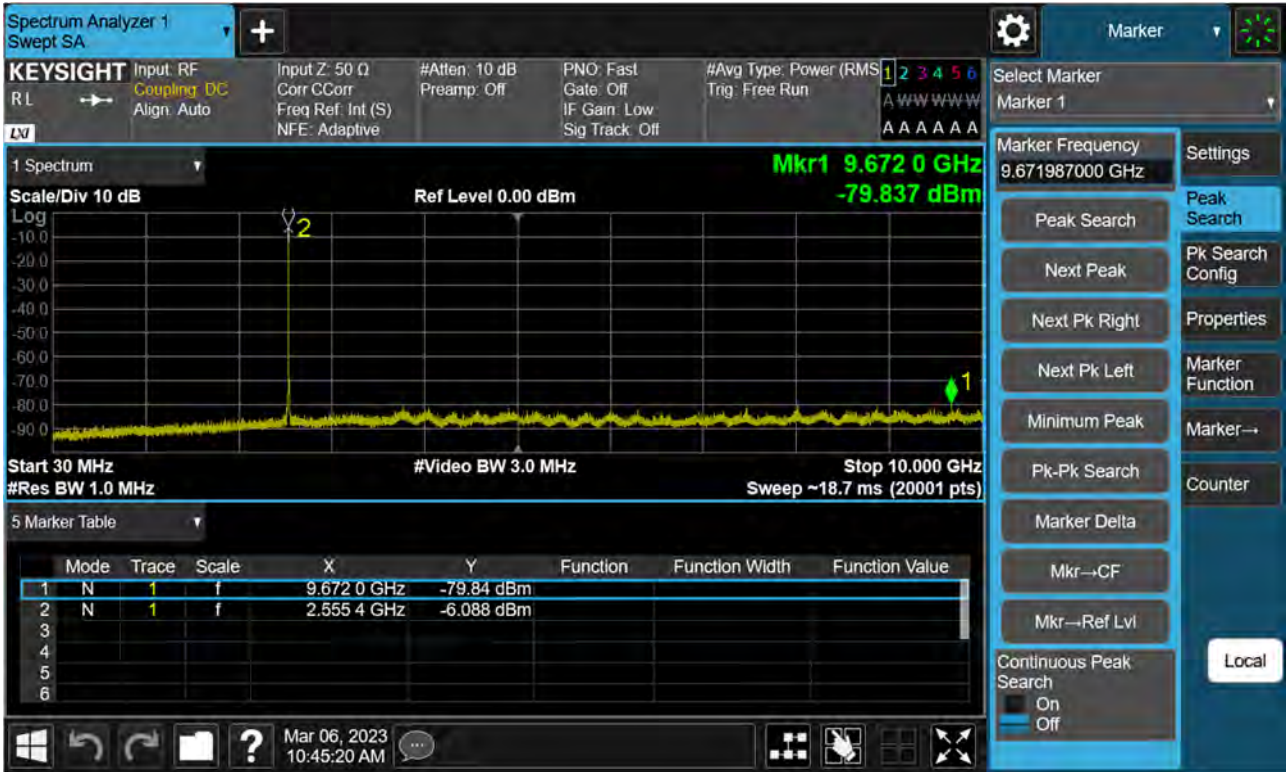 Spectrum Analyzer 1
Swept SA
+
Marker
KEYSIGHT
RL
LXI
Input: RF
Coupling: DC
Align: Auto
Input Z: 50 Ω
Corr CCorr
Freq Ref: Int (S)
NFE: Adaptive
#Atten: 10 dB
Preamp: Off
PNO: Fast
Gate: Off
IF Gain: Low
Sig Track: Off
#Avg Type: Power (RMS
Trig: Free Run
1 2 3 4 5 6
A W W W W W
A A A A A A
Select Marker
Marker 1
1 Spectrum
Mkr1 9.672 0 GHz
Scale/Div 10 dB
Ref Level 0.00 dBm
-79.837 dBm
Log
-10.0
-20.0
-30.0
-40.0
-50.0
-60.0
-70.0
-80.0
-90.0
2
1
Start 30 MHz
#Video BW 3.0 MHz
Stop 10.000 GHz
#Res BW 1.0 MHz
Sweep ~18.7 ms (20001 pts)
5 Marker Table
Mode Trace Scale X Y Function Function Width Function Value
1 N 1 f 9.672 0 GHz -79.84 dBm
2 N 1 f 2.555 4 GHz -6.088 dBm
3
4
5
6
Marker Frequency
9.671987000 GHz
Peak Search
Next Peak
Next Pk Right
Next Pk Left
Minimum Peak
Pk-Pk Search
Marker Delta
Mkr→CF
Mkr→Ref Lvl
Continuous Peak
Search
On
Off
Settings
Peak
Search
Pk Search
Config
Properties
Marker
Function
Marker→
Counter
Local
?
Mar 06, 2023
10:45:20 AM